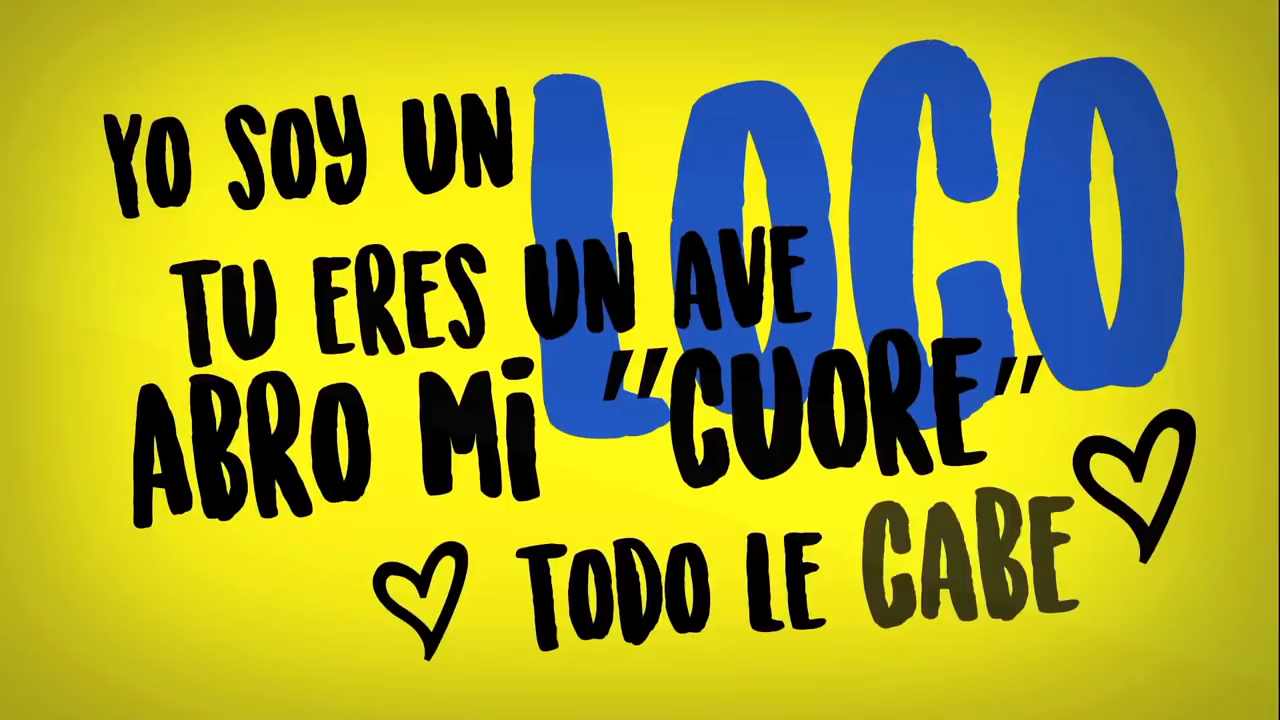 YO SOY UN LOCO
TU ERES UN AVE
ABRO Mi "CUORE"
TODO LE CABE